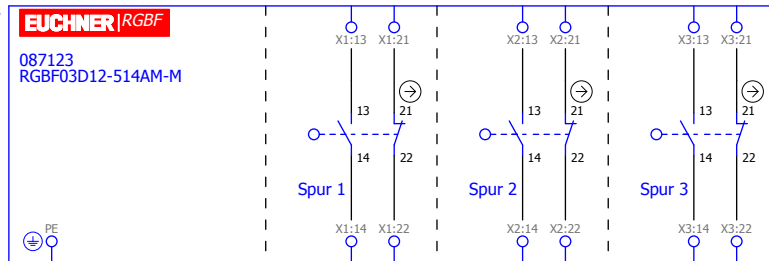 EUCHNER|RGBF
087123
RGBF03D12-514AM-M
X1:13 X1:21 X2:13 X2:21 X3:13 X3:21
13 21 13 21 13 21
14 22 14 22 14 22
Spur 1 Spur 2 Spur 3
PE X1:14 X1:22 X2:14 X2:22 X3:14 X3:22